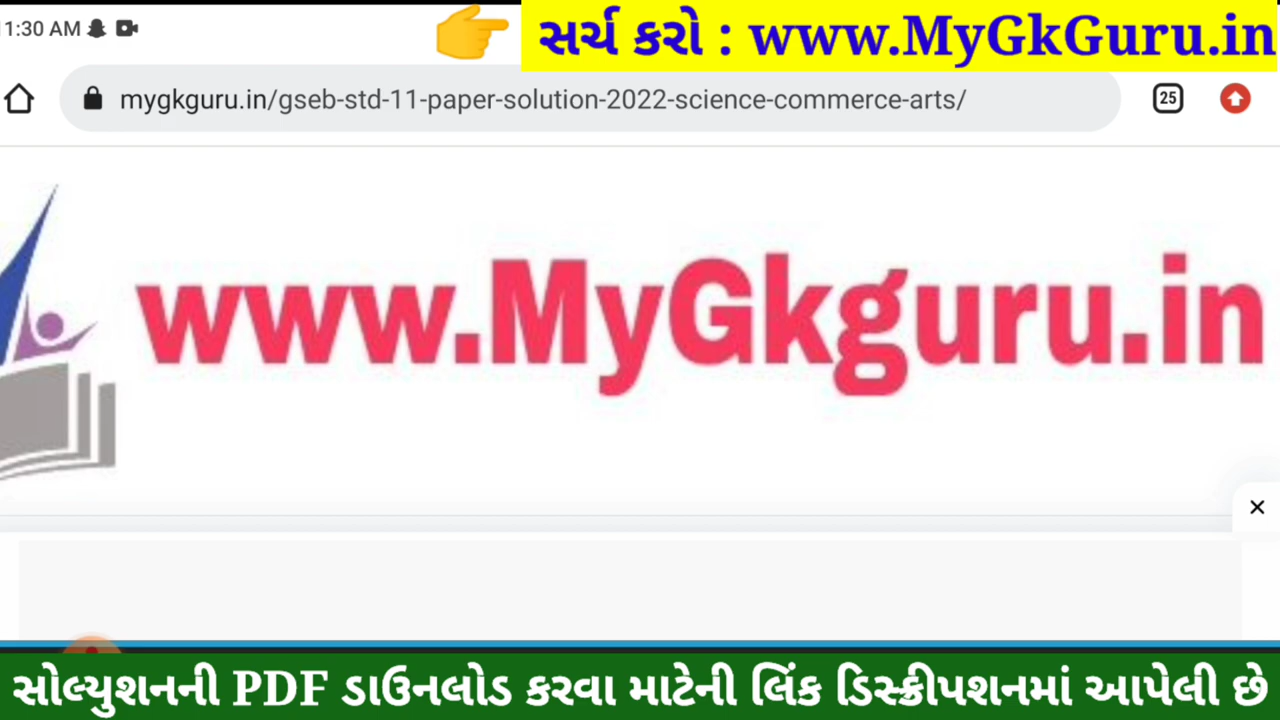 1:30 AM
સર્ચ કરો : www.MyGkGuru.in
mygkguru.in/gseb-std-11-paper-solution-2022-science-commerce-arts/
25
www.MyGkguru.in
સોલ્યુશનની PDF ડાઉનલોડ કરવા માટેની લિંક ડિસ્ક્રીપશનમાં આપેલી છે